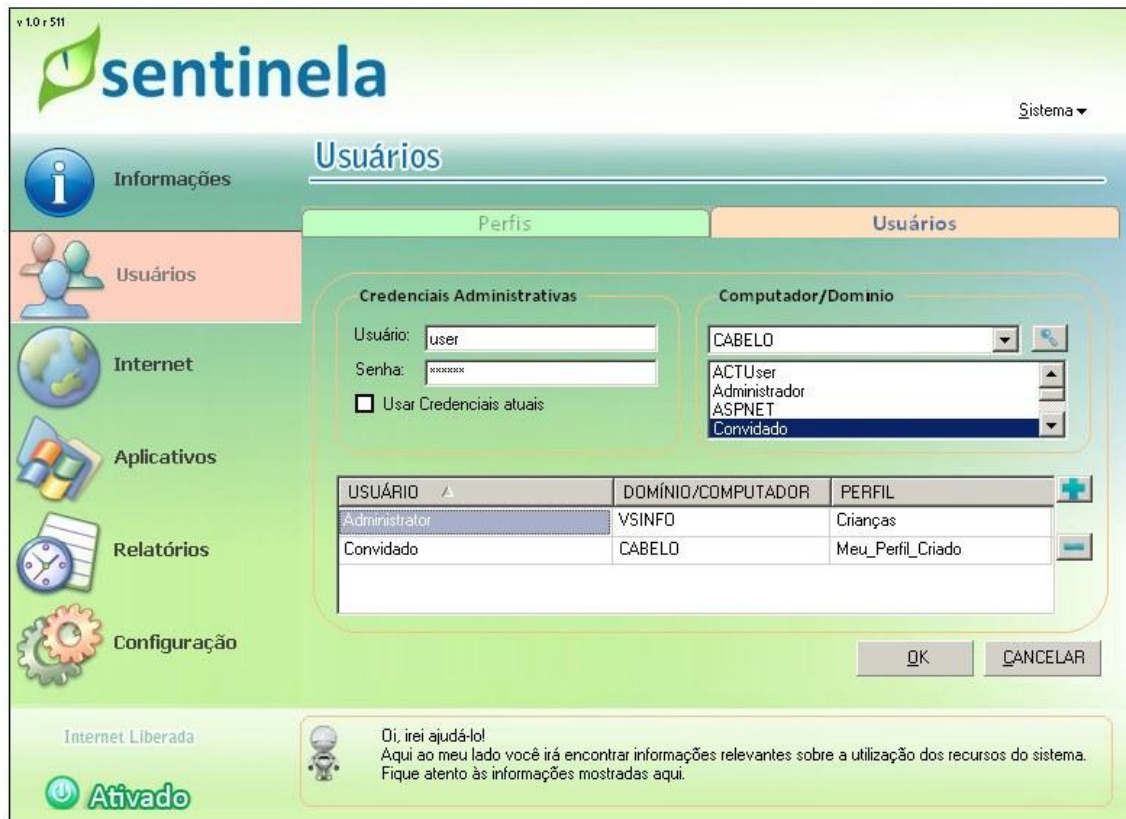 v 1.0 r 511
sentinela
Sistema
Usuários
Informações
Usuários
Internet
Aplicativos
Relatórios
Configuração
Perfis
Usuários
Credenciais Administrativas
Usuário: user
Senha: ××××××
Usar Credenciais atuais
Computador/Dominio
CABELO
ACTUser
Administrador
ASPNET
Convidado
USUÁRIO DOMÍNIO/COMPUTADOR PERFIL
Administrator VSINFO Crianças
Convidado CABELO Meu_Perfil_Criado
OK CANCELAR
Internet Liberada
Ativado
Oi, irei ajudá-lo!
Aqui ao meu lado você irá encontrar informações relevantes sobre a utilização dos recursos do sistema.
Fique atento às informações mostradas aqui.